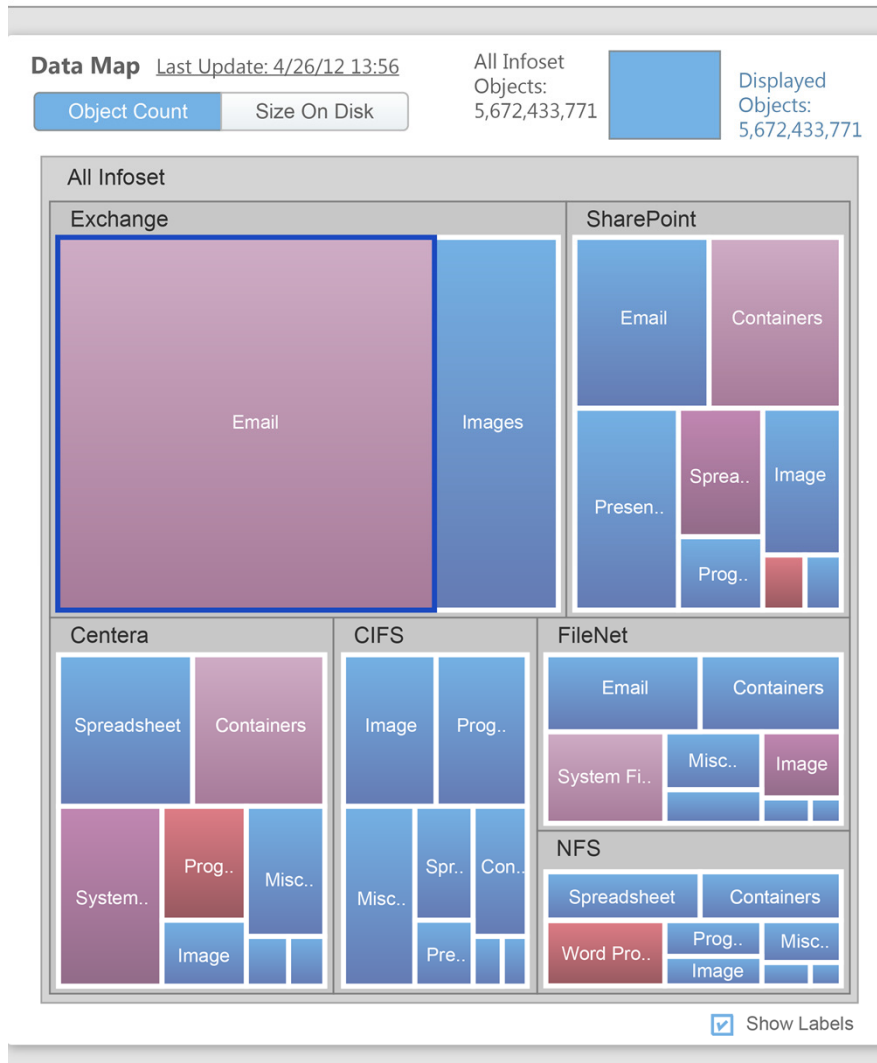 Data Map Last Update: 4/26/12 13:56
Object Count Size On Disk
All Infoset
Objects:
5,672,433,771
Displayed
Objects:
5,672,433,771
All Infoset
Exchange
Email
Images
SharePoint
Email
Containers
Presen..
Sprea..
Image
Prog..
Centera
Spreadsheet
Containers
System..
Prog..
Misc..
Image
CIFS
Image
Prog..
Misc..
Spr..
Con..
Pre..
FileNet
Email
Containers
System Fi..
Misc..
Image
NFS
Spreadsheet
Containers
Word Pro..
Prog..
Misc..
Image
Show Labels